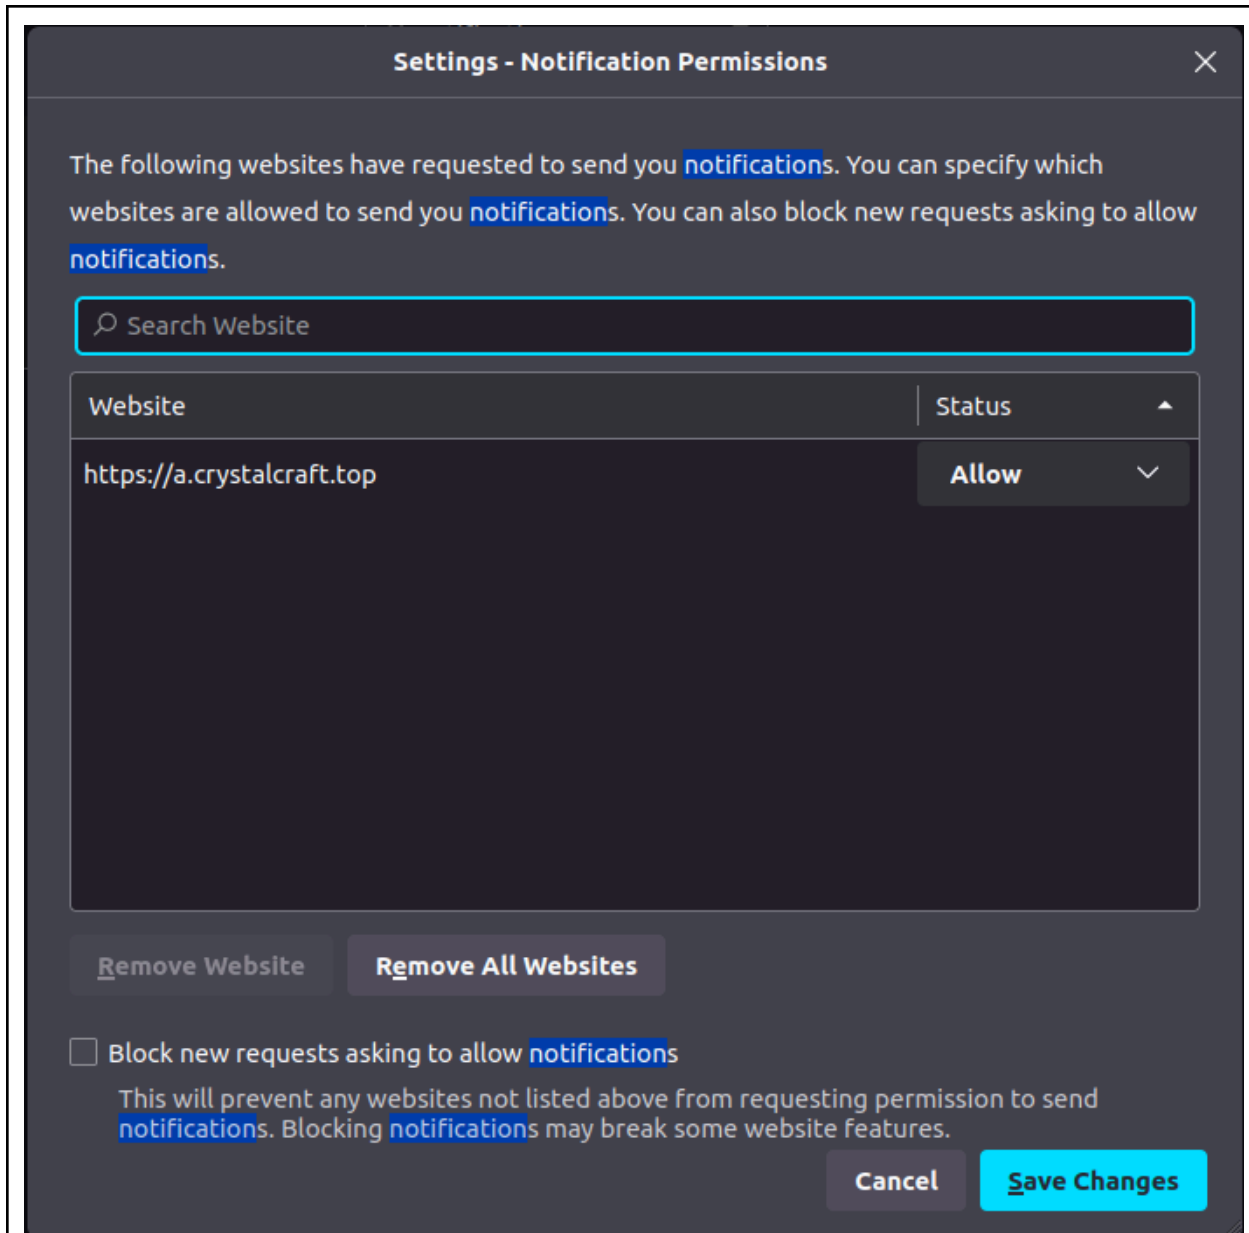 Settings - Notification Permissions
The following websites have requested to send you notifications. You can specify which
websites are allowed to send you notifications. You can also block new requests asking to allow
notifications.
Search Website
Website Status
https://a.crystalcraft.top Allow
Remove Website Remove All Websites
Block new requests asking to allow notifications
This will prevent any websites not listed above from requesting permission to send
notifications. Blocking notifications may break some website features.
Cancel Save Changes